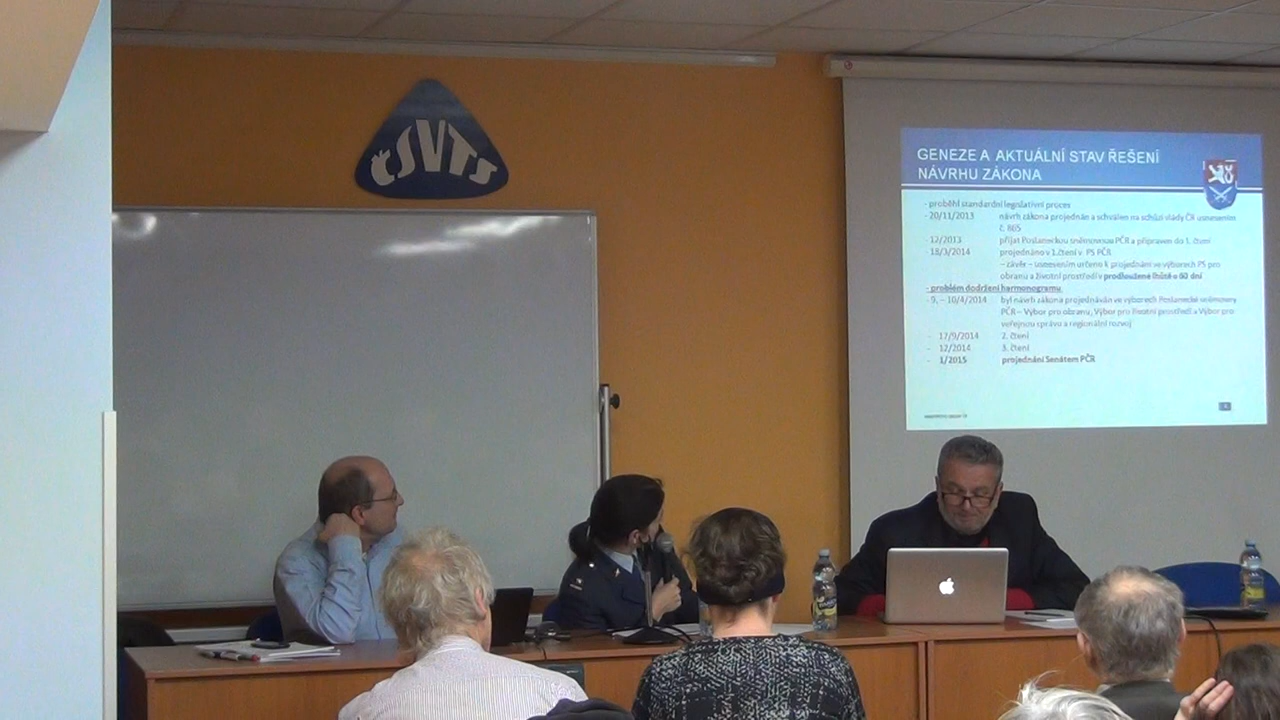 ČSVTS
GENEZE A AKTUÁLNÍ STAV ŘEŠENÍ
NÁVRHU ZÁKONA
- proběhl standardní legislativní proces
- 20/11/2013 návrh zákona projednán a schválen na schůzi vlády ČR usnesením
č. 865
- 12/2013 přijat Poslaneckou sněmovnou PČR a připraven do 1. čtení
- 18/3/2014 projednáno v 1.čtení v PS PČR
– závěr – usnesením určeno k projednání ve výborech PS pro
obranu a životní prostředí v prodloužené lhůtě o 60 dní
- problém dodržení harmonogramu
- 9. – 10/4/2014 byl návrh zákona projednáván ve výborech Poslanecké sněmovny
PČR – Výbor pro obranu, Výbor pro životní prostředí a Výbor pro
veřejnou správu a regionální rozvoj
- 17/9/2014 2. čtení
- 12/2014 3. čtení
- 1/2015 projednání Senátem PČR